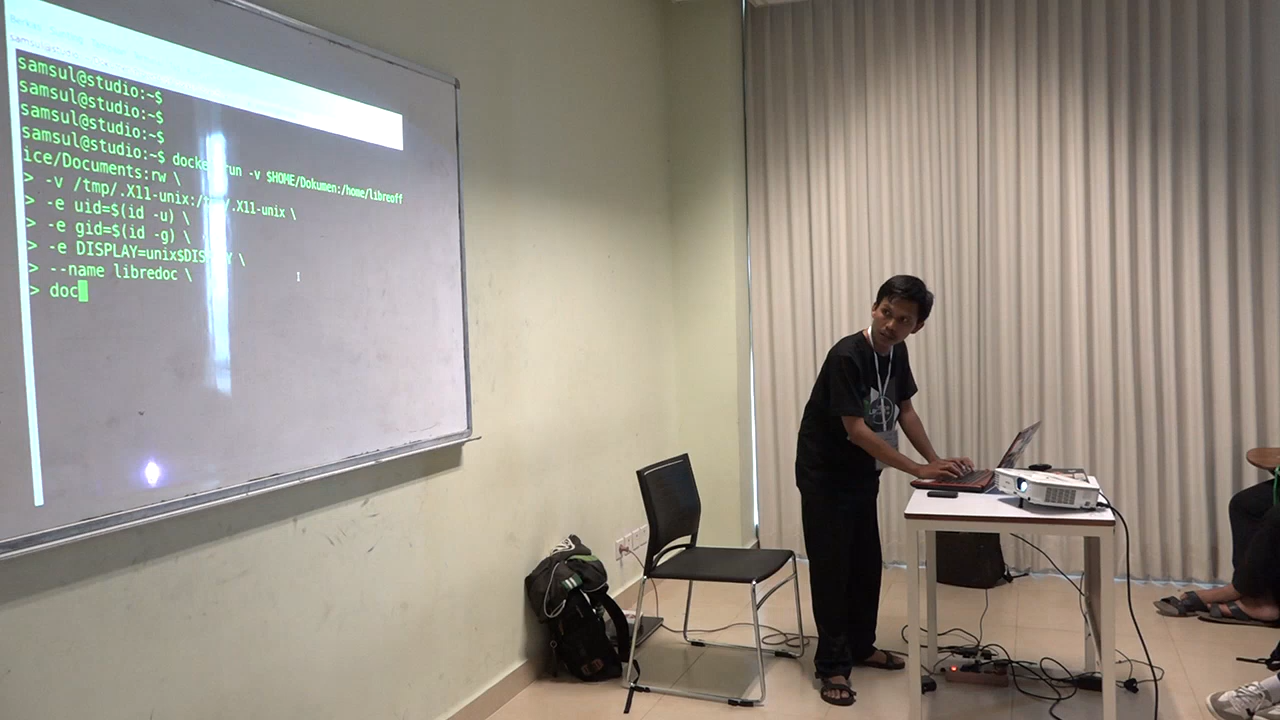 samsul@studio:~$
samsul@studio:~$
samsul@studio:~$
samsul@studio:~$ docker run -v $HOME/Dokumen:/home/libreoff
ice/Documents:rw \
> -v /tmp/.X11-unix:/tmp/.X11-unix \
> -e uid=$(id -u) \
> -e gid=$(id -g) \
> -e DISPLAY=unix$DISPLAY \
> --name libredoc \
> doc